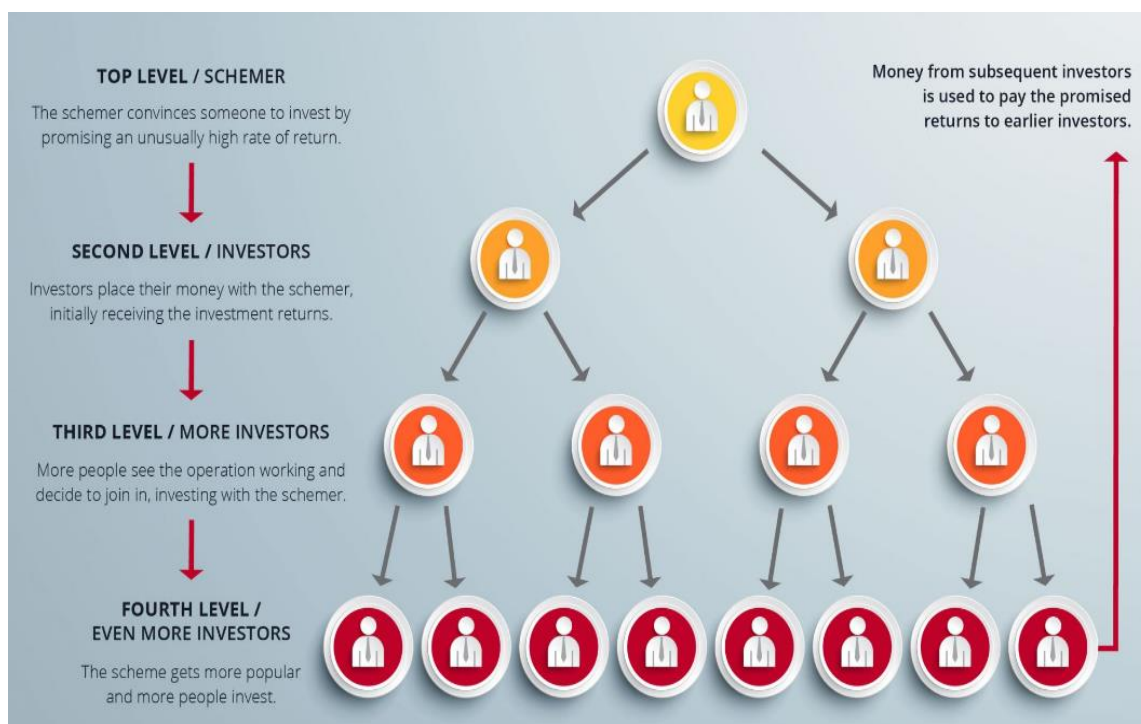 TOP LEVEL / SCHEMER
The schemer convinces someone to invest by
promising an unusually high rate of return.
SECOND LEVEL / INVESTORS
Investors place their money with the schemer,
initially receiving the investment returns.
THIRD LEVEL / MORE INVESTORS
More people see the operation working and
decide to join in, investing with the schemer.
FOURTH LEVEL /
EVEN MORE INVESTORS
The scheme gets more popular
and more people invest.
Money from subsequent investors
is used to pay the promised
returns to earlier investors.